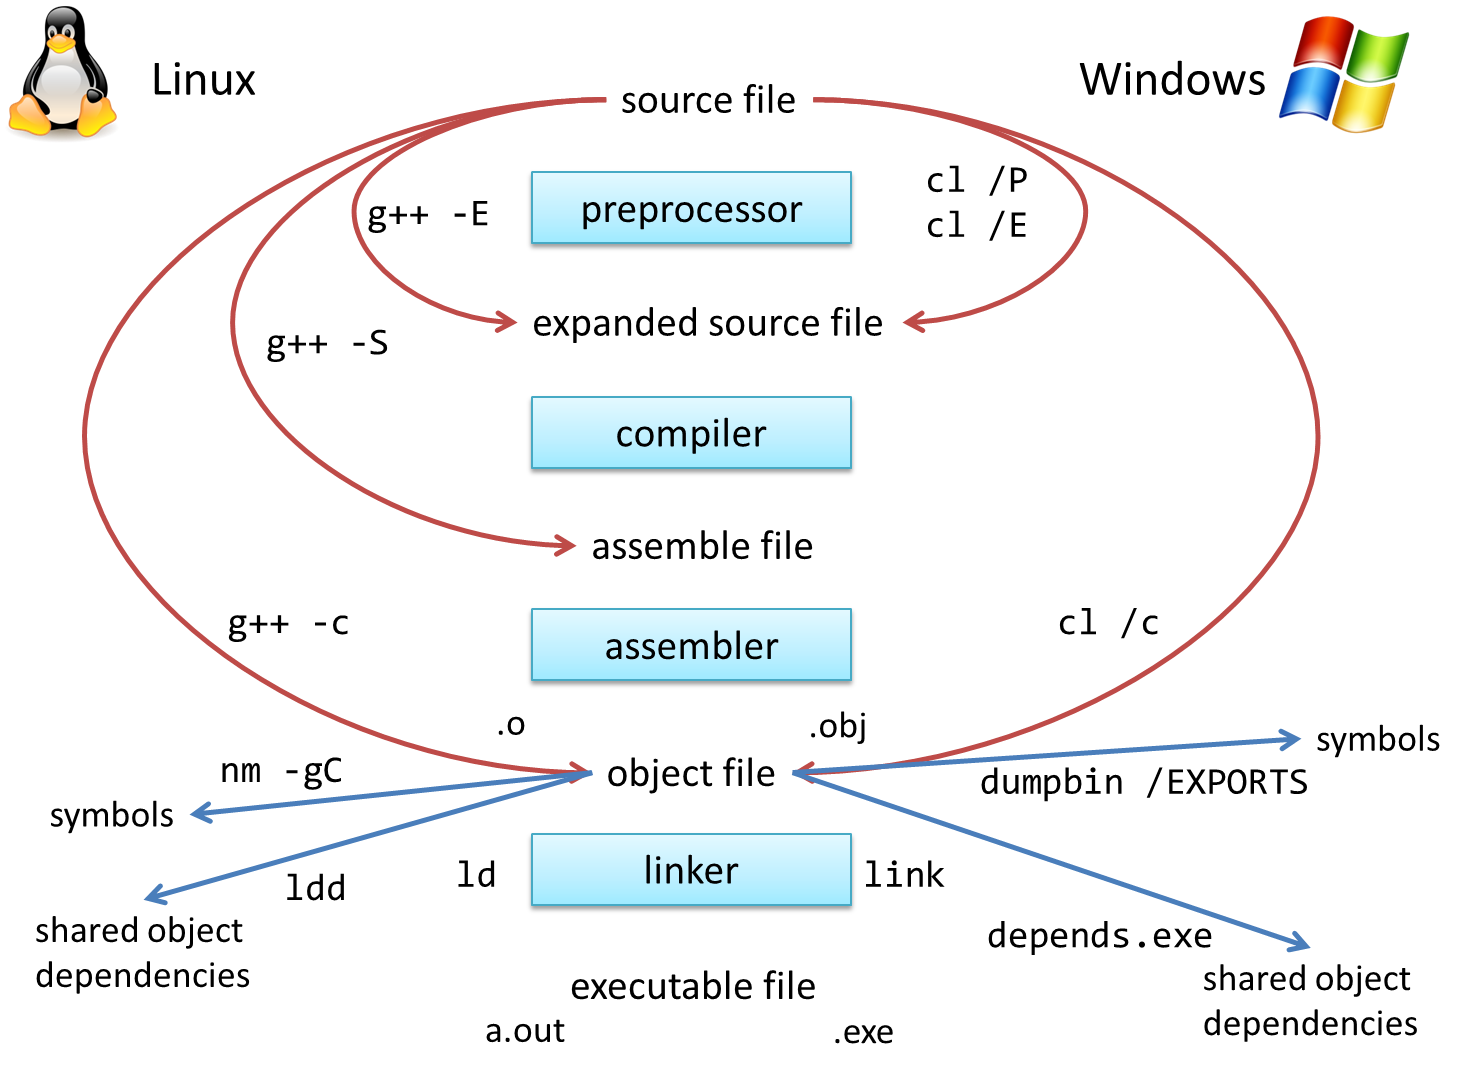 Linux
Windows
source file
cl /P
g++ -E
preprocessor
cl /E
expanded source file
g++ -S
compiler
assemble file
g++ -c
cl /c
assembler
.o
.obj
symbols
nm -gC
object file
dumpbin /EXPORTS
symbols
ldd
ld
linker
link
shared object
dependencies
depends.exe
executable file
shared object
dependencies
a.out
.exe